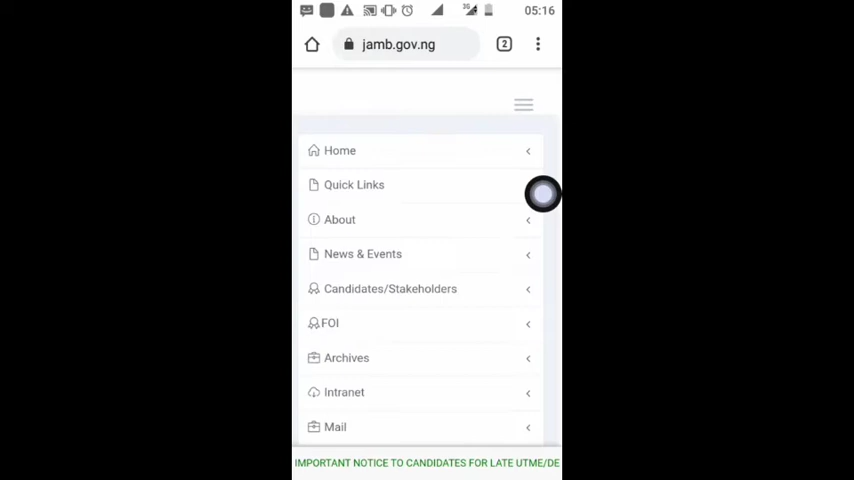 3G 05:16
jamb.gov.ng 2
Home
Quick Links
About
News & Events
Candidates/Stakeholders
FOI
Archives
Intranet
Mail
IMPORTANT NOTICE TO CANDIDATES FOR LATE UTME/DE